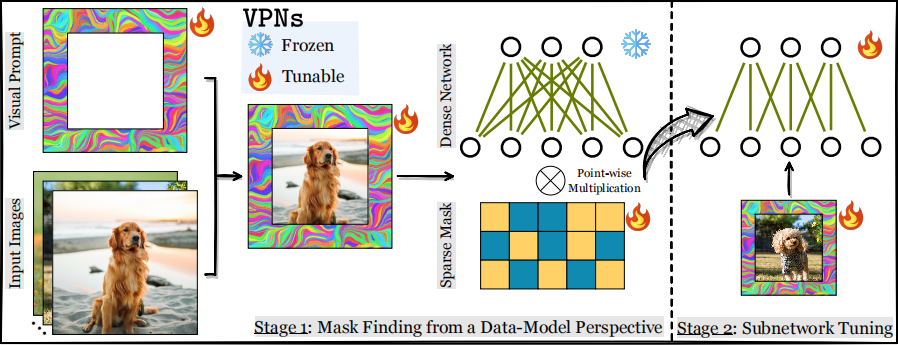 VPNs
Frozen
Tunable
Visual Prompt
Input Images
Dense Network
Point-wise
Multiplication
Sparse Mask
Stage 1: Mask Finding from a Data-Model Perspective
Stage 2: Subnetwork Tuning